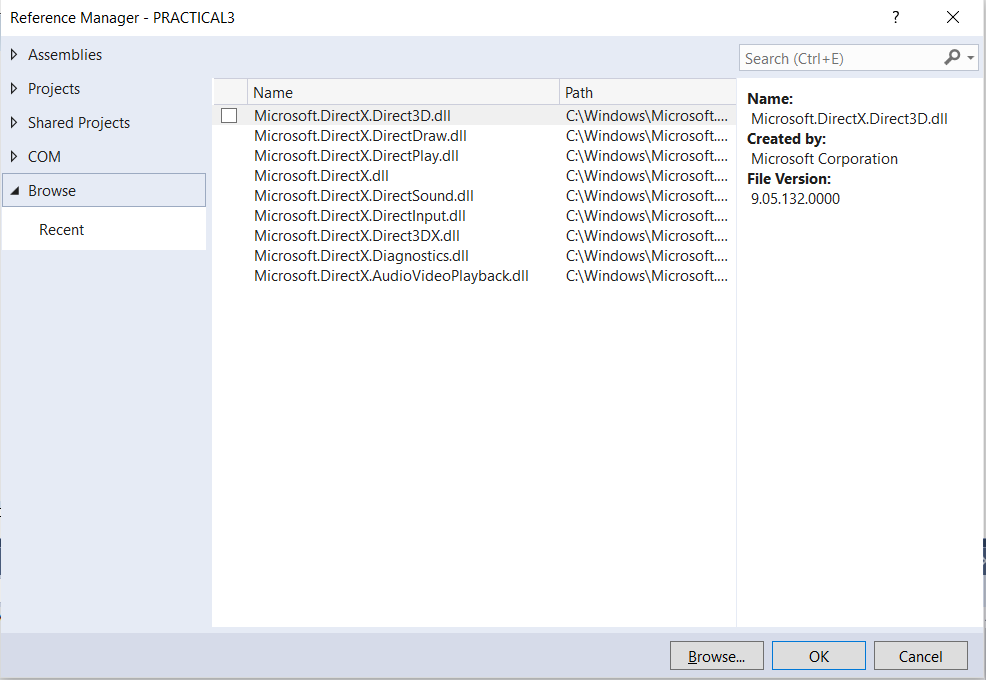 Reference Manager - PRACTICAL3
?
Assemblies
Projects
Shared Projects
COM
Browse
Recent
Name Path
Microsoft.DirectX.Direct3D.dll C:\Windows\Microsoft....
Microsoft.DirectX.DirectDraw.dll C:\Windows\Microsoft....
Microsoft.DirectX.DirectPlay.dll C:\Windows\Microsoft....
Microsoft.DirectX.dll C:\Windows\Microsoft....
Microsoft.DirectX.DirectSound.dll C:\Windows\Microsoft....
Microsoft.DirectX.DirectInput.dll C:\Windows\Microsoft....
Microsoft.DirectX.Direct3DX.dll C:\Windows\Microsoft....
Microsoft.DirectX.Diagnostics.dll C:\Windows\Microsoft....
Microsoft.DirectX.AudioVideoPlayback.dll C:\Windows\Microsoft....
Search (Ctrl+E)
Name:
Microsoft.DirectX.Direct3D.dll
Created by:
Microsoft Corporation
File Version:
9.05.132.0000
Browse... OK Cancel